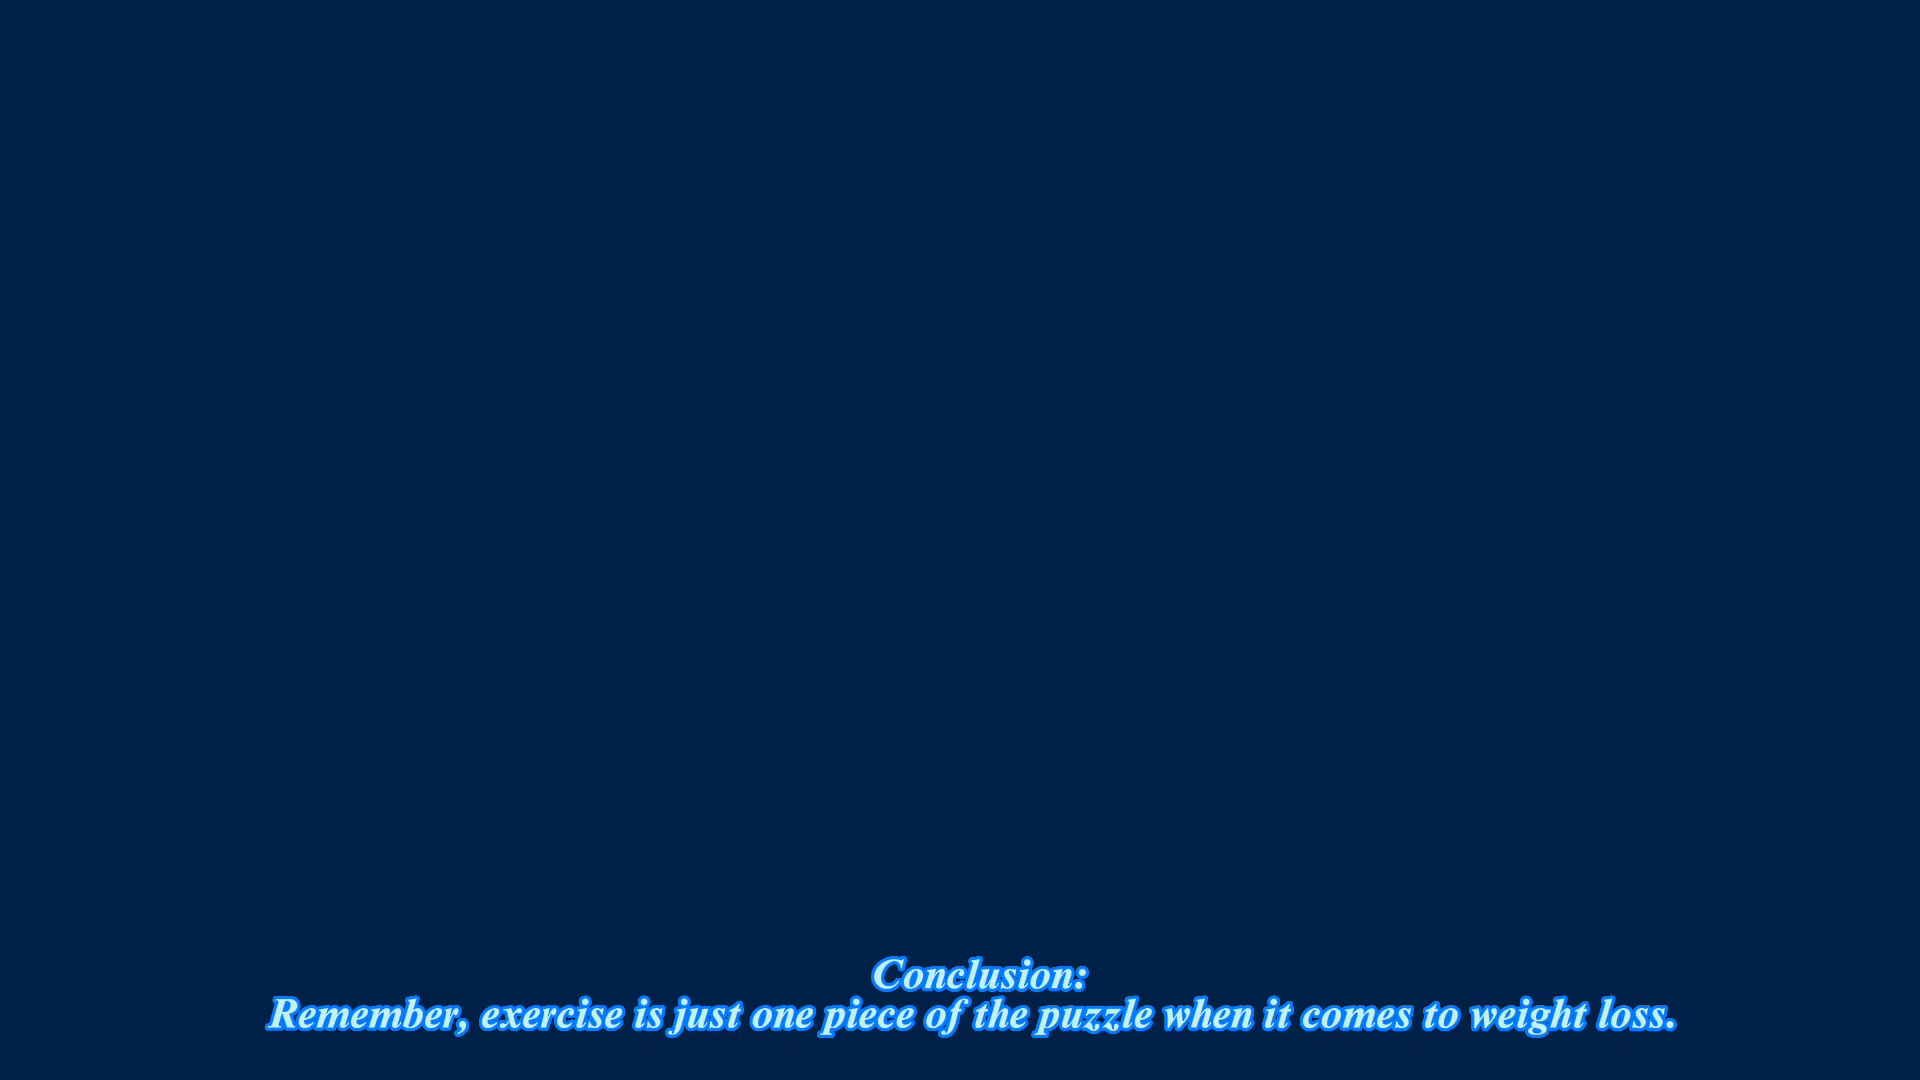 Conclusion:
Remember, exercise is just one piece of the puzzle when it comes to weight loss.